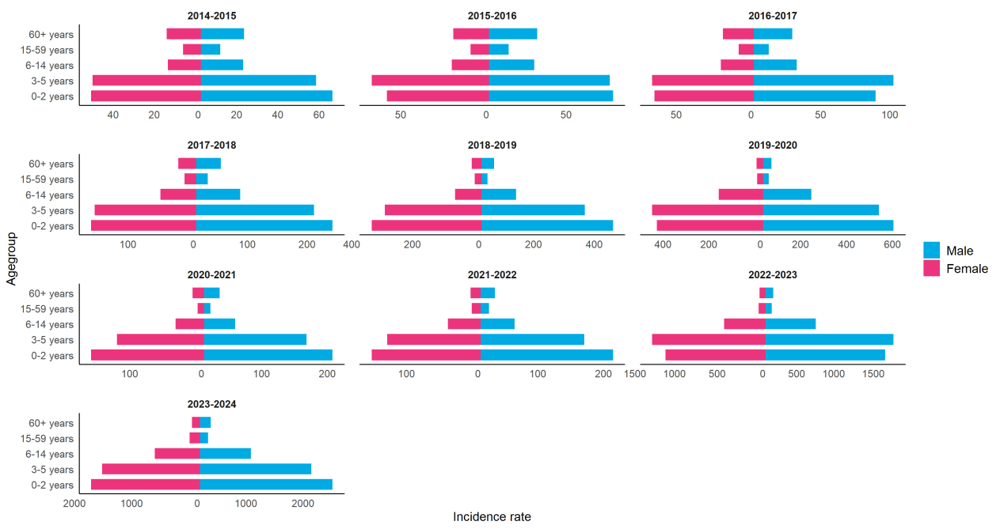 2014-2015 2015-2016 2016-2017
60+ years
15-59 years
6-14 years
3-5 years
0-2 years
40 20 0 20 40 60 50 0 50 50 0 50 100
2017-2018 2018-2019 2019-2020
60+ years
15-59 years
6-14 years
3-5 years
0-2 years
100 0 100 200 400 200 0 200 400 400 200 0 200 400 600
Agegroup
Male
Female
2020-2021 2021-2022 2022-2023
60+ years
15-59 years
6-14 years
3-5 years
0-2 years
100 0 100 200 100 0 100 200 1500 1000 500 0 500 1000 1500
2023-2024
60+ years
15-59 years
6-14 years
3-5 years
0-2 years
2000 1000 0 1000 2000
Incidence rate